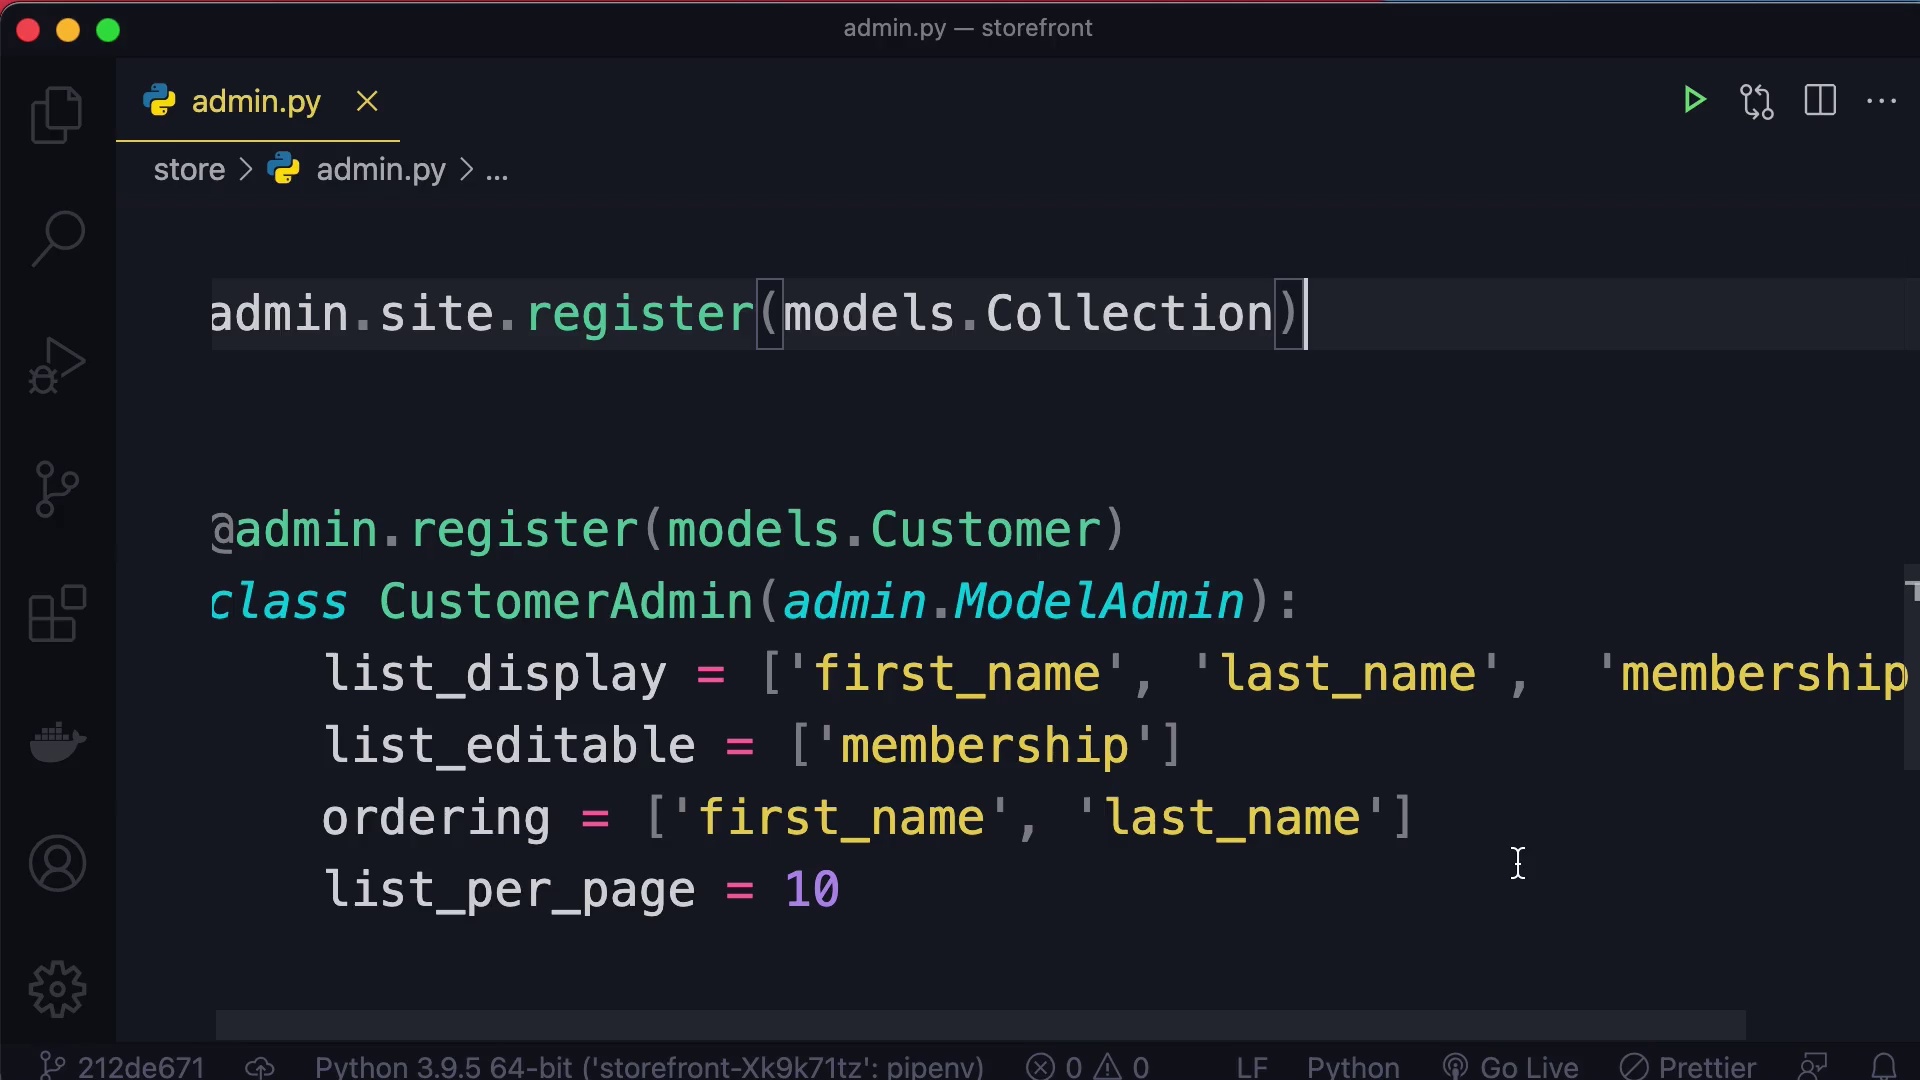 admin.py — storefront
admin.py
store > admin.py > ...
admin.site.register(models.Collection)
@admin.register(models.Customer)
class CustomerAdmin(admin.ModelAdmin):
    list_display = ['first_name', 'last_name',  'membership
    list_editable = ['membership']
    ordering = ['first_name', 'last_name']
    list_per_page = 10
212de671 Python 3.9.5 64-bit ('storefront-Xk9k71tz': pipenv) 0 0 LF Python Go Live Prettier